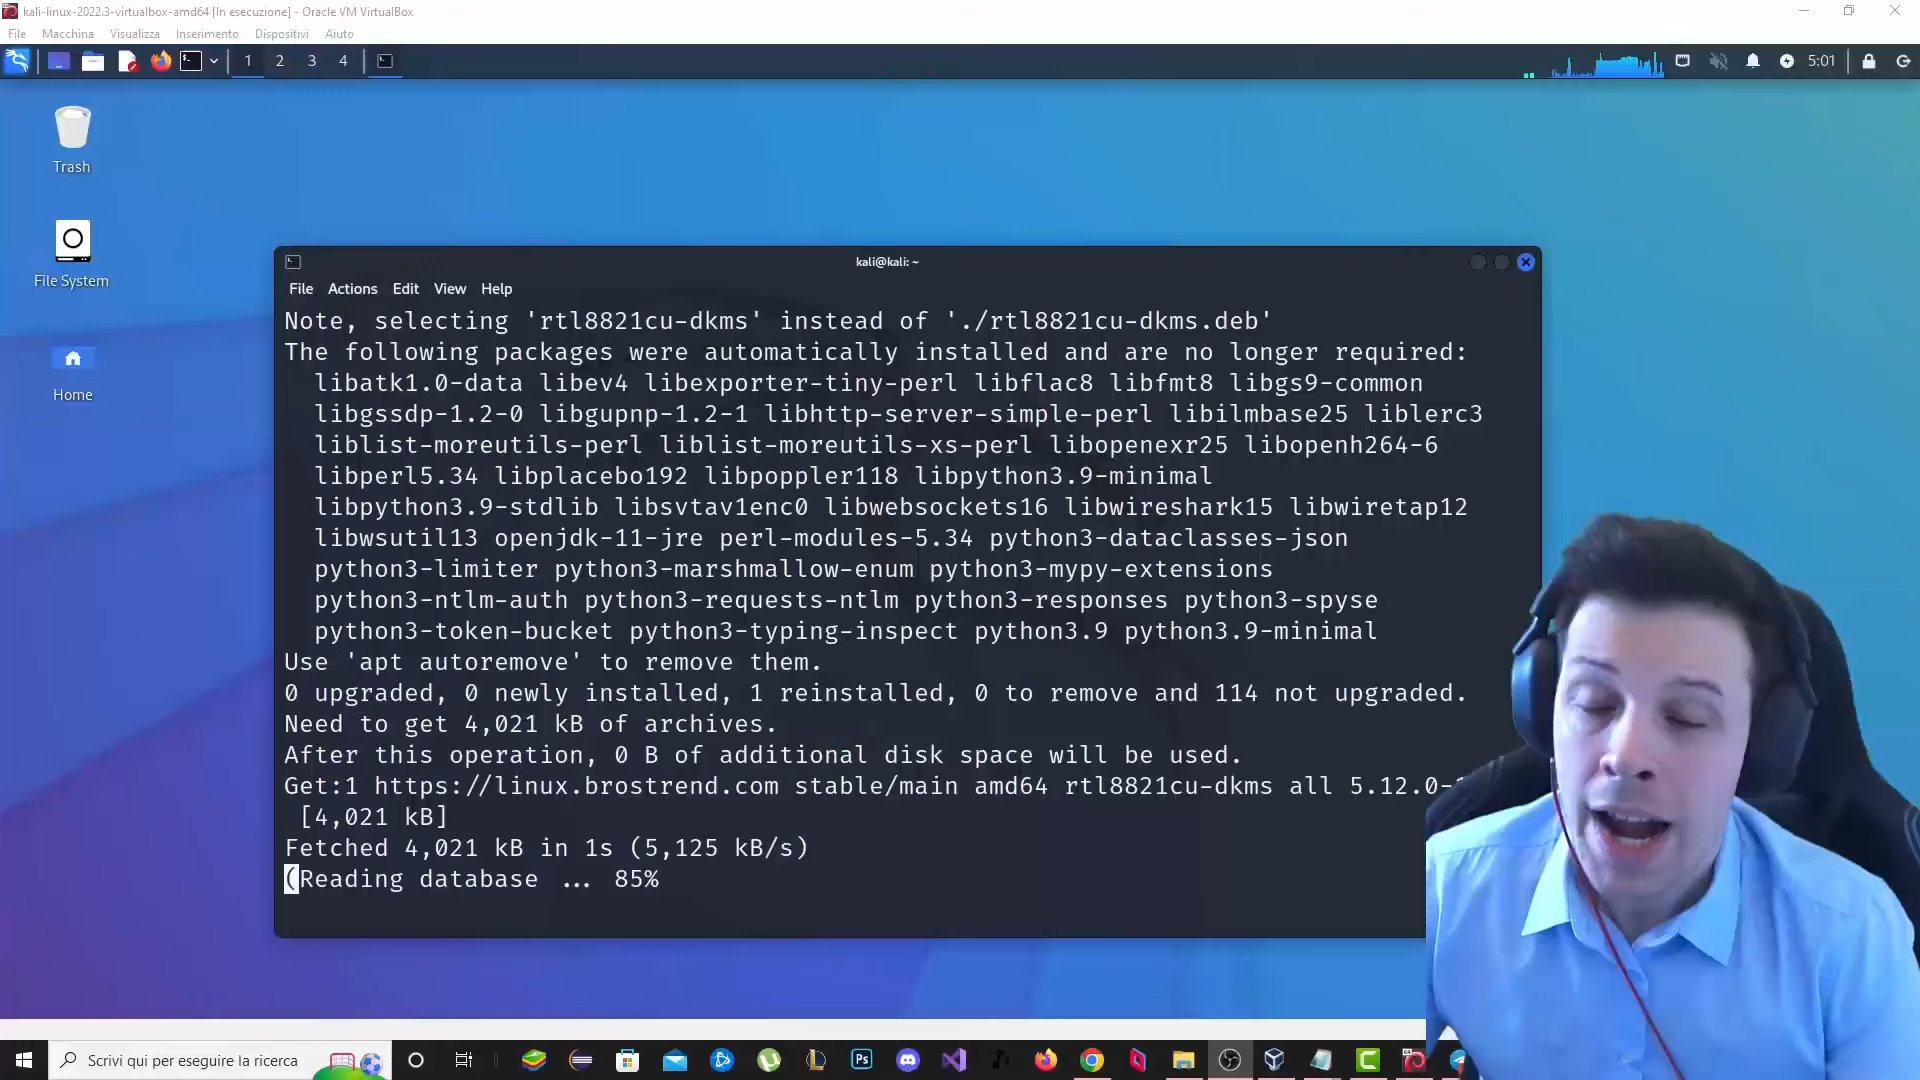 kali-linux-2022.3-virtualbox-amd64 [In esecuzione] - Oracle VM VirtualBox
File Macchina Visualizza Inserimento Dispositivi Aiuto
1 2 3 4
5:01
Trash
File System
Home
kali@kali: ~
File Actions Edit View Help
Note, selecting 'rtl8821cu-dkms' instead of './rtl8821cu-dkms.deb'
The following packages were automatically installed and are no longer required:
libatk1.0-data libev4 libexporter-tiny-perl libflac8 libfmt8 libgs9-common
libgssdp-1.2-0 libgupnp-1.2-1 libhttp-server-simple-perl libilmbase25 liblerc3
liblist-moreutils-perl liblist-moreutils-xs-perl libopenexr25 libopenh264-6
libperl5.34 libplacebo192 libpoppler118 libpython3.9-minimal
libpython3.9-stdlib libsvtav1enc0 libwebsockets16 libwireshark15 libwiretap12
libwsutil13 openjdk-11-jre perl-modules-5.34 python3-dataclasses-json
python3-limiter python3-marshmallow-enum python3-mypy-extensions
python3-ntlm-auth python3-requests-ntlm python3-responses python3-spyse
python3-token-bucket python3-typing-inspect python3.9 python3.9-minimal
Use 'apt autoremove' to remove them.
0 upgraded, 0 newly installed, 1 reinstalled, 0 to remove and 114 not upgraded.
Need to get 4,021 kB of archives.
After this operation, 0 B of additional disk space will be used.
Get:1 https://linux.brostrend.com stable/main amd64 rtl8821cu-dkms all 5.12.0-
[4,021 kB]
Fetched 4,021 kB in 1s (5,125 kB/s)
(Reading database ... 85%
Scrivi qui per eseguire la ricerca
Ps